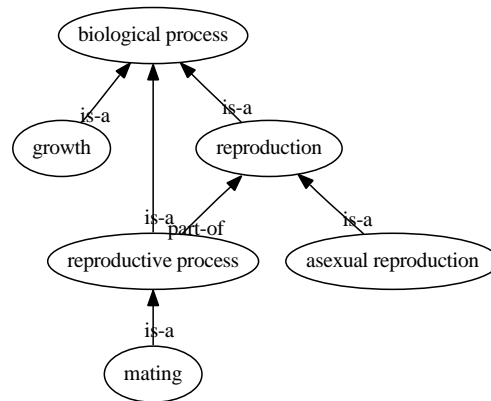 biological process
is-a
is-a
growth
reproduction
is-a
part-of
is-a
reproductive process
asexual reproduction
is-a
mating